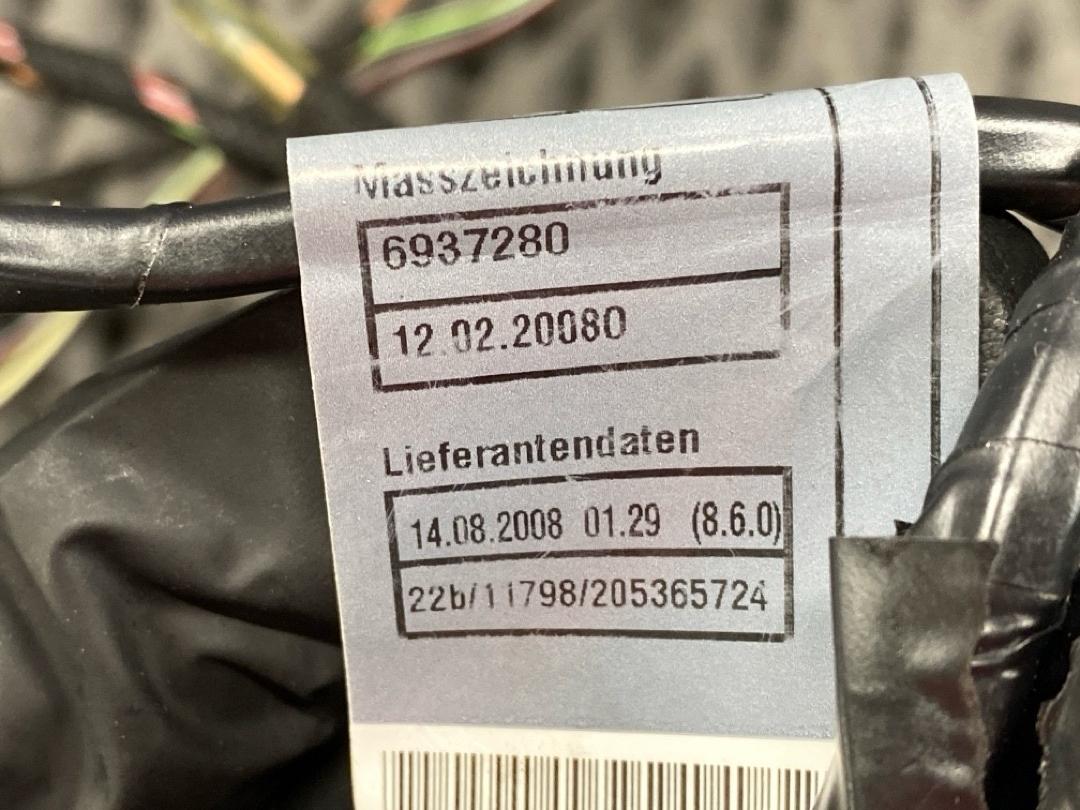 Masszeichnung
6937280
12.02.20080
Lieferantendaten
14.08.2008 01.29 (8.6.0)
22b/11798/205365724